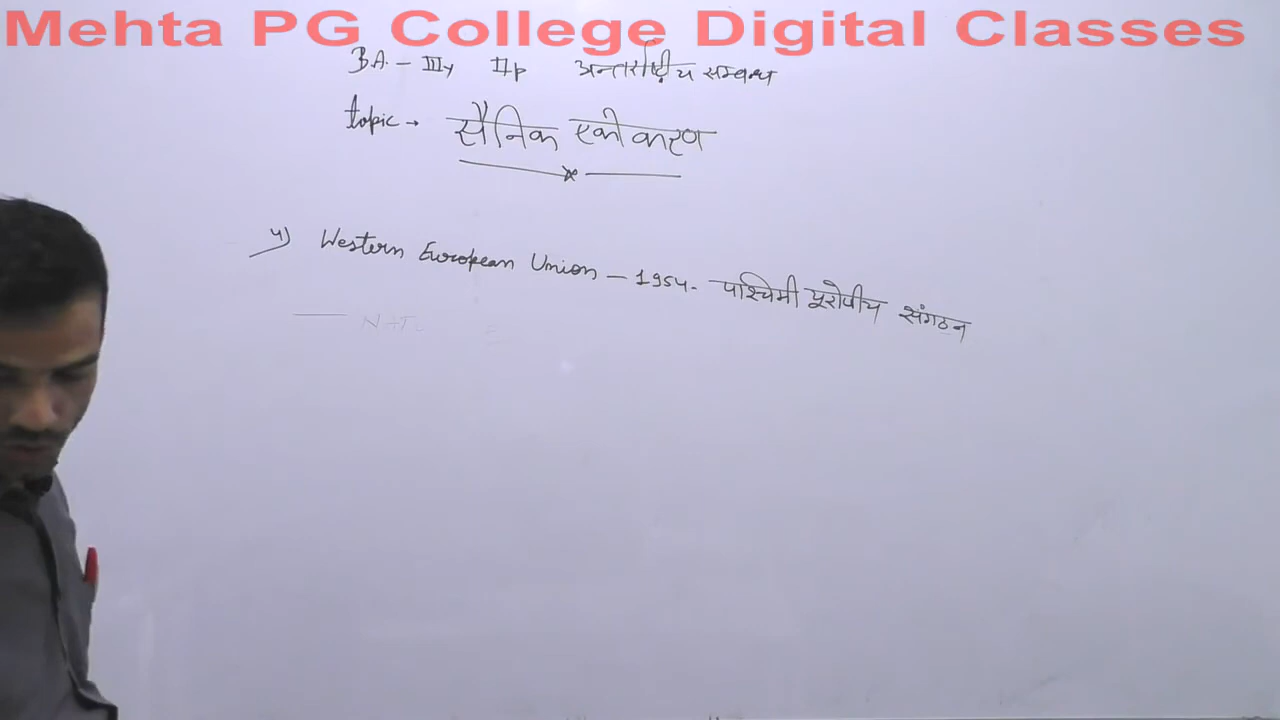 Mehta PG College Digital Classes
B.A. - IIIy IIp अन्तर्राष्ट्रीय सम्बन्ध
topic → सैनिक एकीकरण
4) Western European Union - 1954. पश्चिमी यूरोपीय संगठन